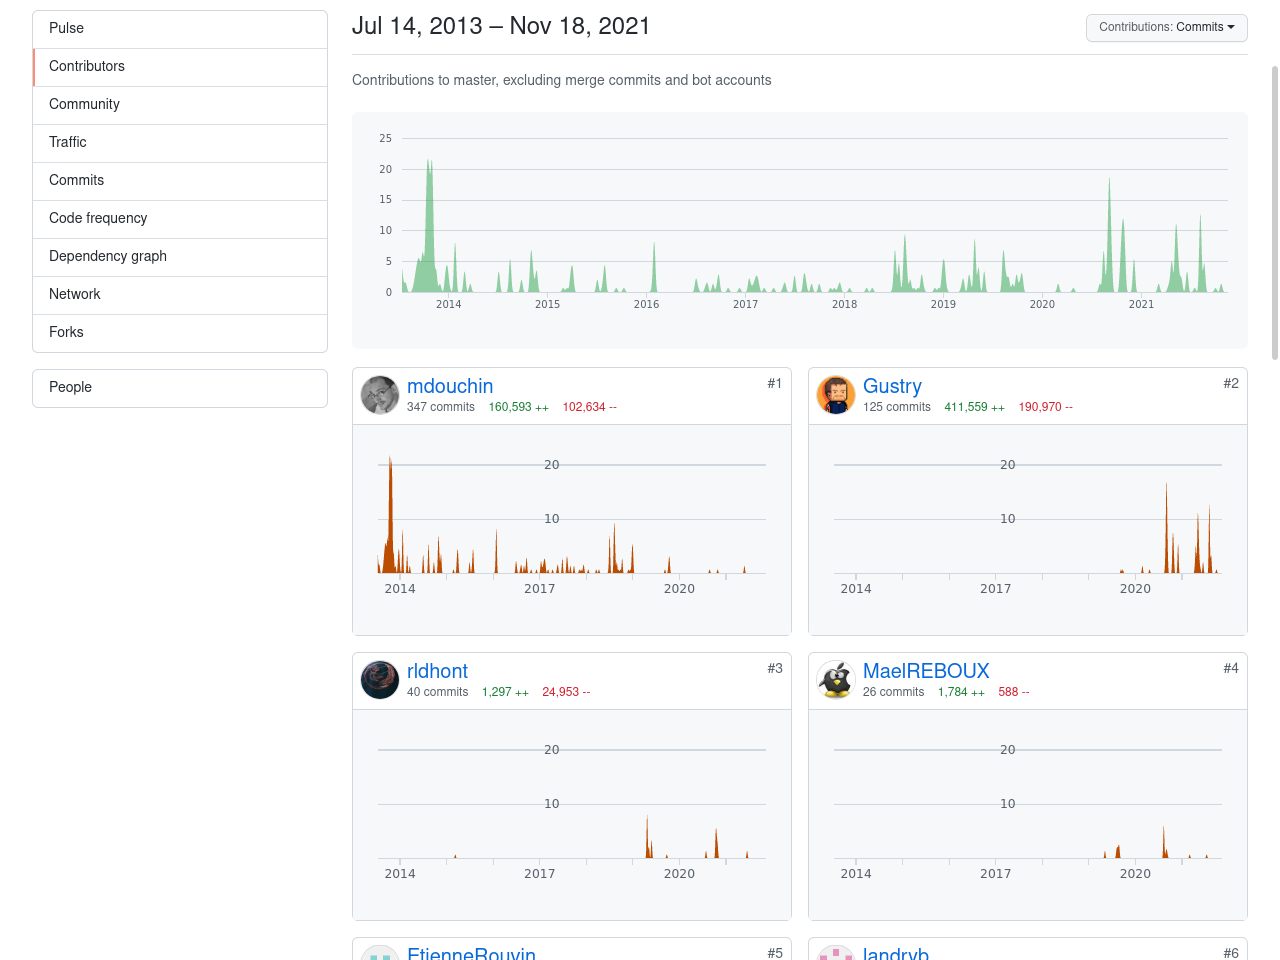 Pulse
Contributors
Community
Traffic
Commits
Code frequency
Dependency graph
Network
Forks
People
Jul 14, 2013 – Nov 18, 2021
Contributions: Commits
Contributions to master, excluding merge commits and bot accounts
25
20
15
10
5
0
2014 2015 2016 2017 2018 2019 2020 2021
mdouchin #1
347 commits 160,593 ++ 102,634 --
20
10
2014 2017 2020
Gustry #2
125 commits 411,559 ++ 190,970 --
20
10
2014 2017 2020
rldhont #3
40 commits 1,297 ++ 24,953 --
20
10
2014 2017 2020
MaelREBOUX #4
26 commits 1,784 ++ 588 --
20
10
2014 2017 2020
EtienneRouvin #5
landryb #6